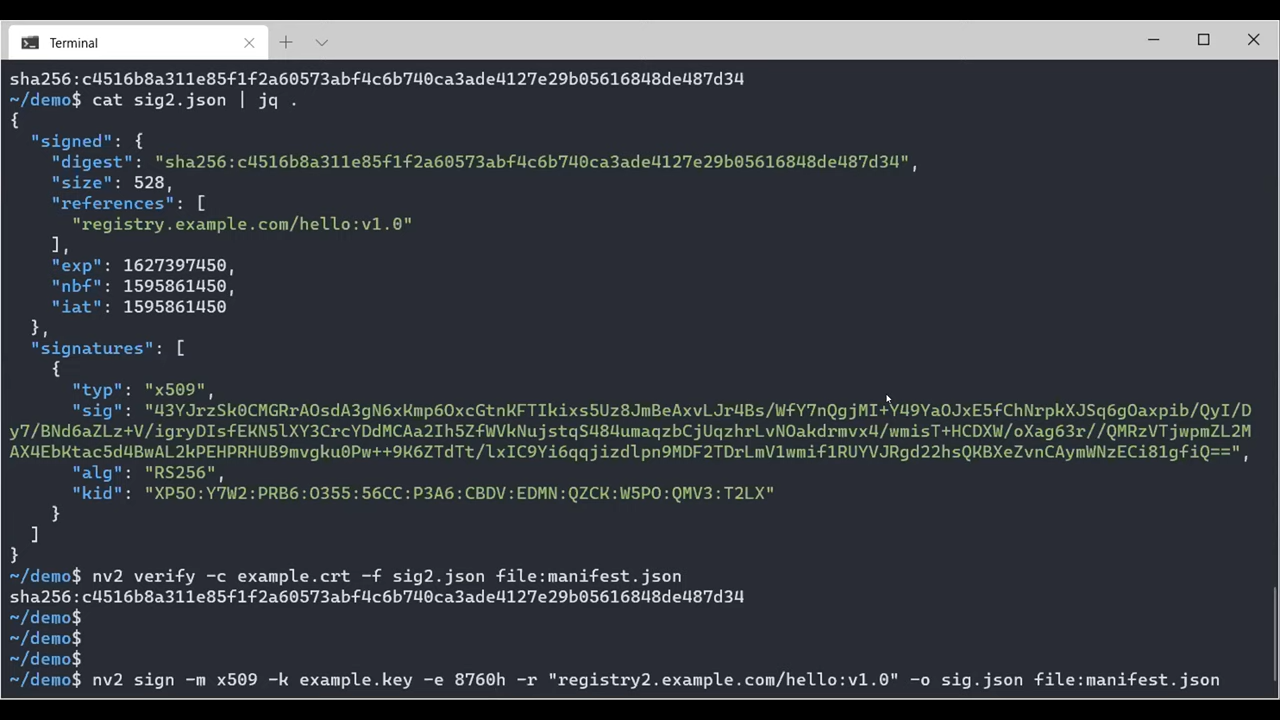 Terminal
sha256:c4516b8a311e85f1f2a60573abf4c6b740ca3ade4127e29b05616848de487d34
~/demo$ cat sig2.json | jq .
{
  "signed": {
    "digest": "sha256:c4516b8a311e85f1f2a60573abf4c6b740ca3ade4127e29b05616848de487d34",
    "size": 528,
    "references": [
      "registry.example.com/hello:v1.0"
    ],
    "exp": 1627397450,
    "nbf": 1595861450,
    "iat": 1595861450
  },
  "signatures": [
    {
      "typ": "x509",
      "sig": "43YJrzSk0CMGRrAOsdA3gN6xKmp6OxcGtnKFTIkixs5Uz8JmBeAxvLJr4Bs/WfY7nQgjMI+Y49YaOJxE5fChNrpkXJSq6gOaxpib/QyI/D
y7/BNd6aZLz+V/igryDIsfEKN5lXY3CrcYDdMCAa2Ih5ZfWVkNujstqS484umaqzbCjUqzhrLvNOakdrmvx4/wmisT+HCDXW/oXag63r//QMRzVTjwpmZL2M
AX4EbKtac5d4BwAL2kPEHPRHUB9mvgku0Pw++9K6ZTdTt/lxIC9Yi6qqjizdlpn9MDF2TDrLmV1wmif1RUYVJRgd22hsQKBXeZvnCAymWNzECi81gfiQ==",
      "alg": "RS256",
      "kid": "XP5O:Y7W2:PRB6:O355:56CC:P3A6:CBDV:EDMN:QZCK:W5PO:QMV3:T2LX"
    }
  ]
}
~/demo$ nv2 verify -c example.crt -f sig2.json file:manifest.json
sha256:c4516b8a311e85f1f2a60573abf4c6b740ca3ade4127e29b05616848de487d34
~/demo$
~/demo$
~/demo$
~/demo$ nv2 sign -m x509 -k example.key -e 8760h -r "registry2.example.com/hello:v1.0" -o sig.json file:manifest.json